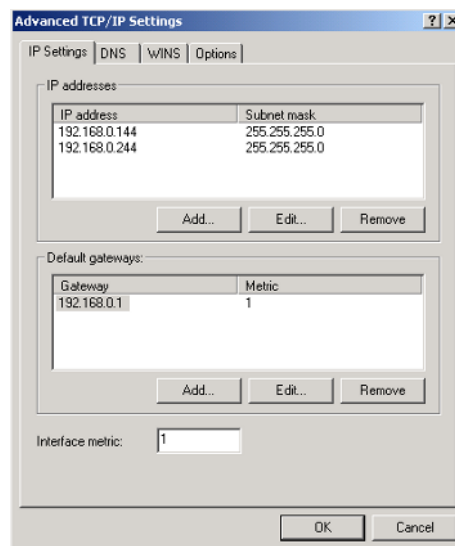 Advanced TCP/IP Settings
IP Settings DNS WINS Options
IP addresses
IP address Subnet mask
192.168.0.144 255.255.255.0
192.168.0.244 255.255.255.0
Add... Edit... Remove
Default gateways:
Gateway Metric
192.168.0.1 1
Add... Edit... Remove
Interface metric: 1
OK Cancel